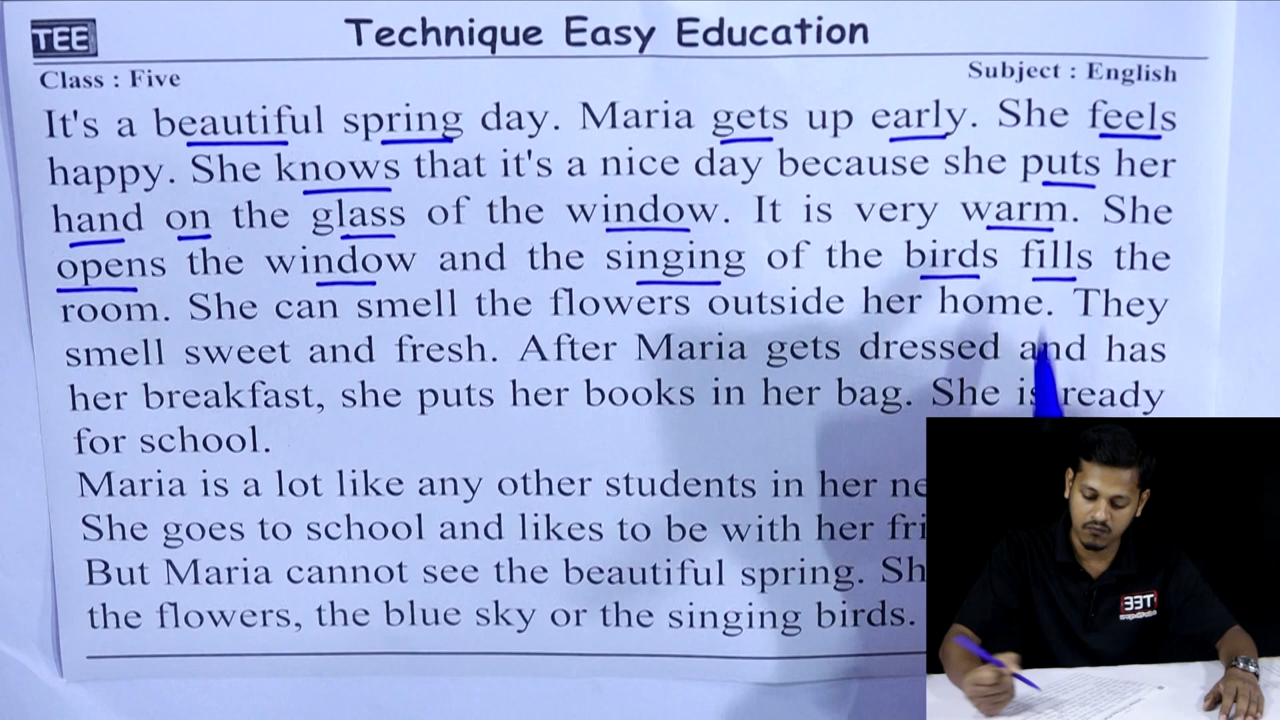 TEE
Technique Easy Education
Class : Five
Subject : English
It's a beautiful spring day. Maria gets up early. She feels
happy. She knows that it's a nice day because she puts her
hand on the glass of the window. It is very warm. She
opens the window and the singing of the birds fills the
room. She can smell the flowers outside her home. They
smell sweet and fresh. After Maria gets dressed and has
her breakfast, she puts her books in her bag. She is ready
for school.
Maria is a lot like any other students in her
She goes to school and likes to be with her
But Maria cannot see the beautiful spring.
the flowers, the blue sky or the singing birds.